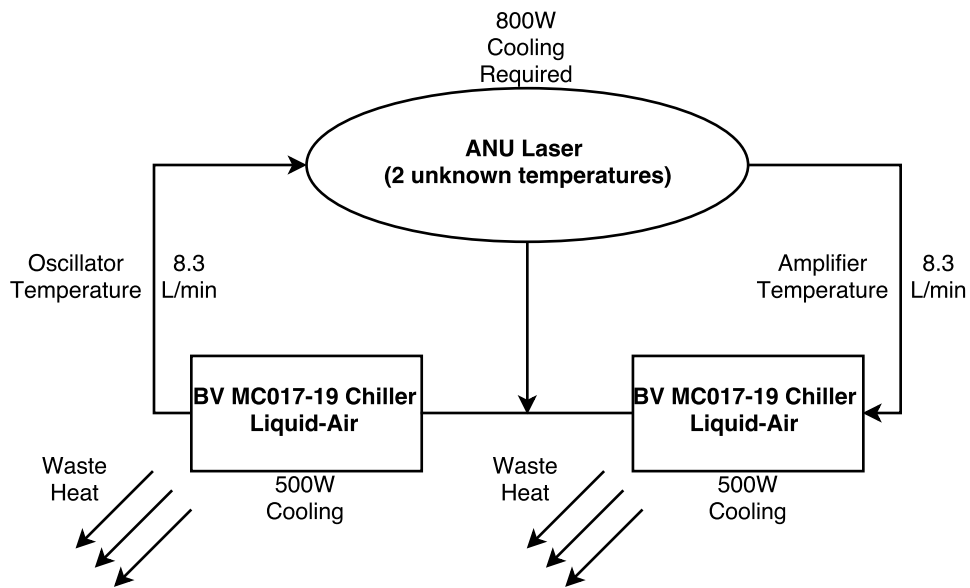 800W
Cooling
Required
ANU Laser
(2 unknown temperatures)
Oscillator
Temperature
8.3
L/min
Amplifier
Temperature
8.3
L/min
BV MC017-19 Chiller
Liquid-Air
BV MC017-19 Chiller
Liquid-Air
Waste
Heat
500W
Cooling
Waste
Heat
500W
Cooling